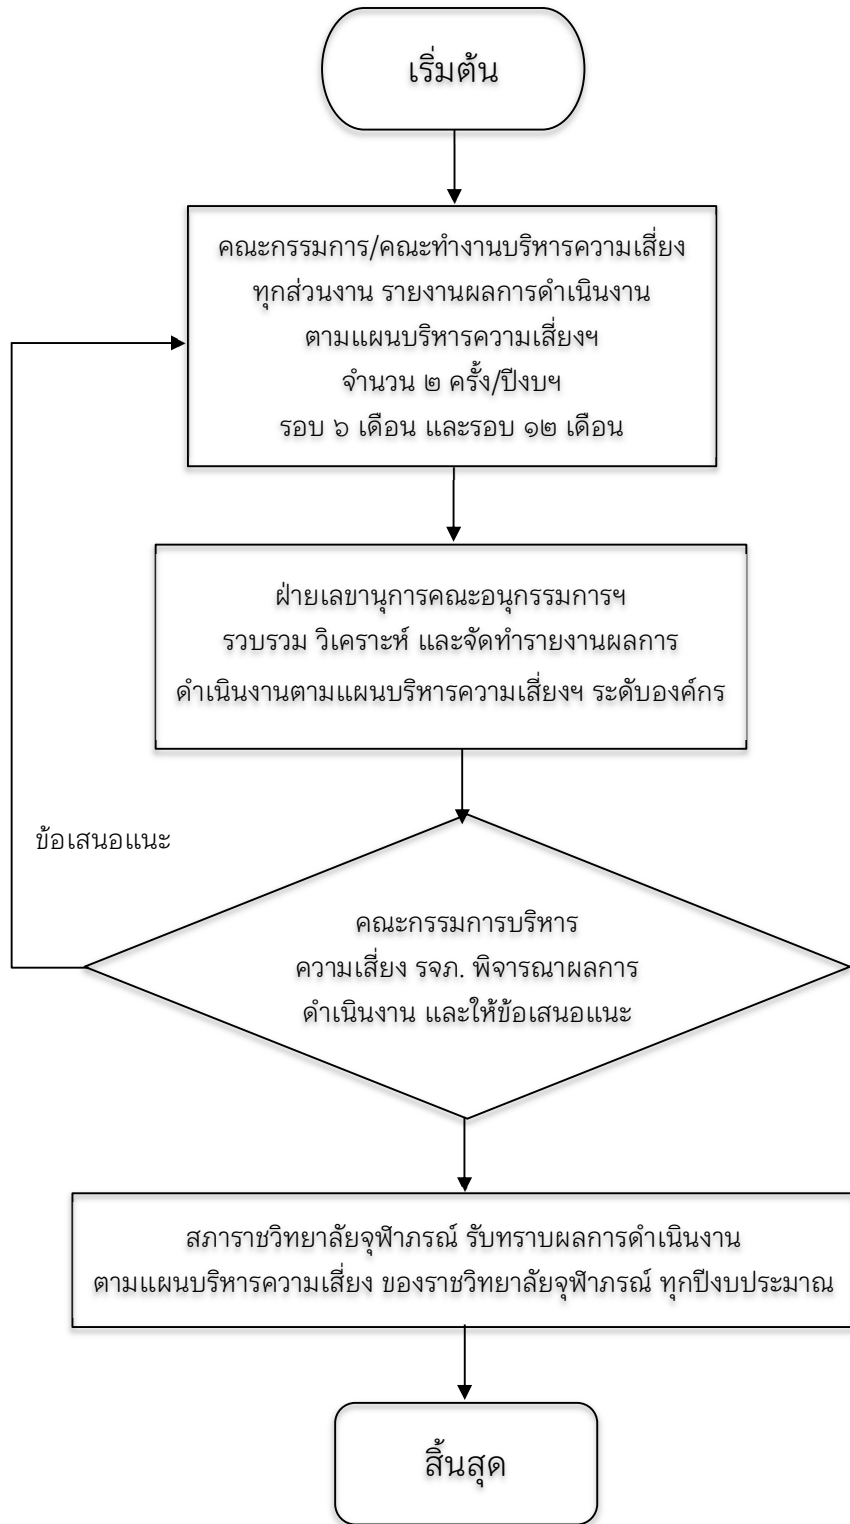 เริ่มต้น
คณะกรรมการ/คณะทำงานบริหารความเสี่ยง
ทุกส่วนงาน รายงานผลการดำเนินงาน
ตามแผนบริหารความเสี่ยงฯ
จำนวน ๒ ครั้ง/ปีงบฯ
รอบ ๖ เดือน และรอบ ๑๒ เดือน
ฝ่ายเลขานุการคณะอนุกรรมการฯ
รวบรวม วิเคราะห์ และจัดทำรายงานผลการ
ดำเนินงานตามแผนบริหารความเสี่ยงฯ ระดับองค์กร
ข้อเสนอแนะ
คณะกรรมการบริหาร
ความเสี่ยง รจภ. พิจารณาผลการ
ดำเนินงาน และให้ข้อเสนอแนะ
สภาราชวิทยาลัยจุฬาภรณ์ รับทราบผลการดำเนินงาน
ตามแผนบริหารความเสี่ยง ของราชวิทยาลัยจุฬาภรณ์ ทุกปีงบประมาณ
สิ้นสุด